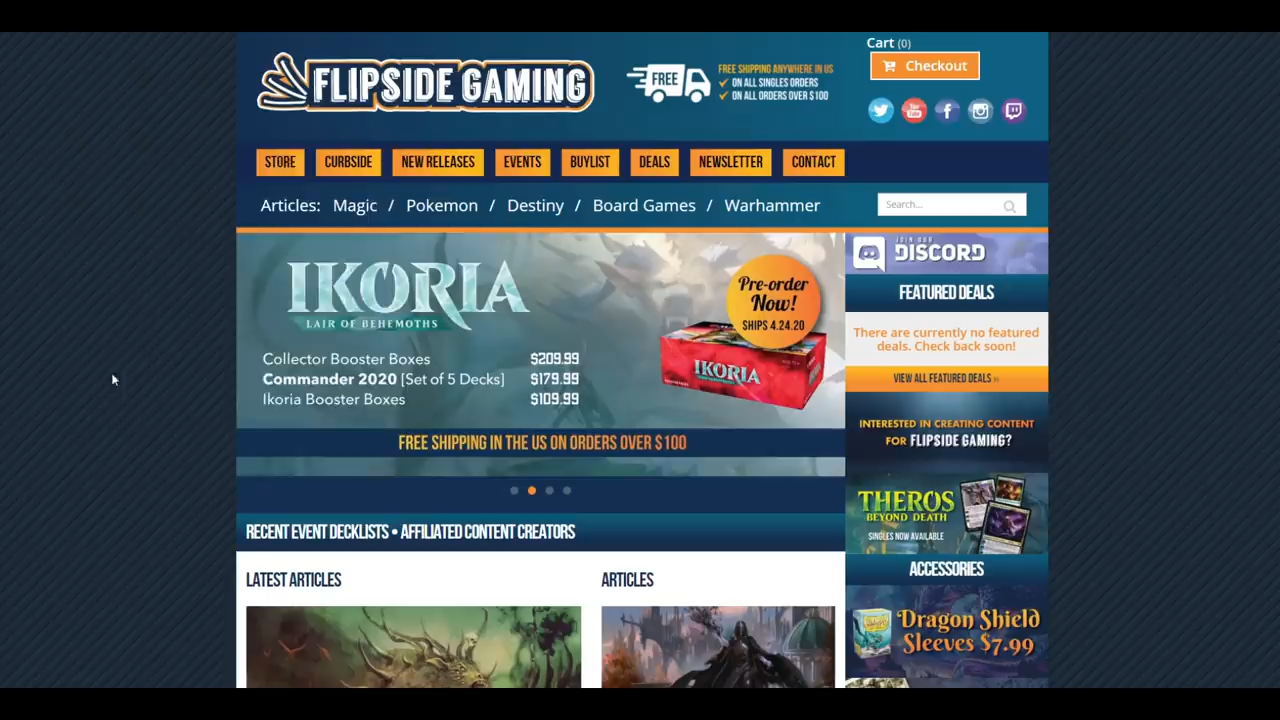 FLIPSIDE GAMING
FREE
FREE SHIPPING ANYWHERE IN US
✓ ON ALL SINGLES ORDERS
✓ ON ALL ORDERS OVER $100
Cart (0)
Checkout
You Tube
STORE
CURBSIDE
NEW RELEASES
EVENTS
BUYLIST
DEALS
NEWSLETTER
CONTACT
Articles: Magic / Pokemon / Destiny / Board Games / Warhammer
Search...
IKORIA
LAIR OF BEHEMOTHS
Collector Booster Boxes $209.99
Commander 2020 [Set of 5 Decks] $179.99
Ikoria Booster Boxes $109.99
Pre-order
Now!
SHIPS 4.24.20
IKORIA
FREE SHIPPING IN THE US ON ORDERS OVER $100
JOIN OUR
DISCORD
FEATURED DEALS
There are currently no featured
deals. Check back soon!
VIEW ALL FEATURED DEALS »
INTERESTED IN CREATING CONTENT
FOR FLIPSIDE GAMING?
THEROS
BEYOND DEATH
SINGLES NOW AVAILABLE
ACCESSORIES
Dragon Shield
Sleeves $7.99
RECENT EVENT DECKLISTS • AFFILIATED CONTENT CREATORS
LATEST ARTICLES
ARTICLES